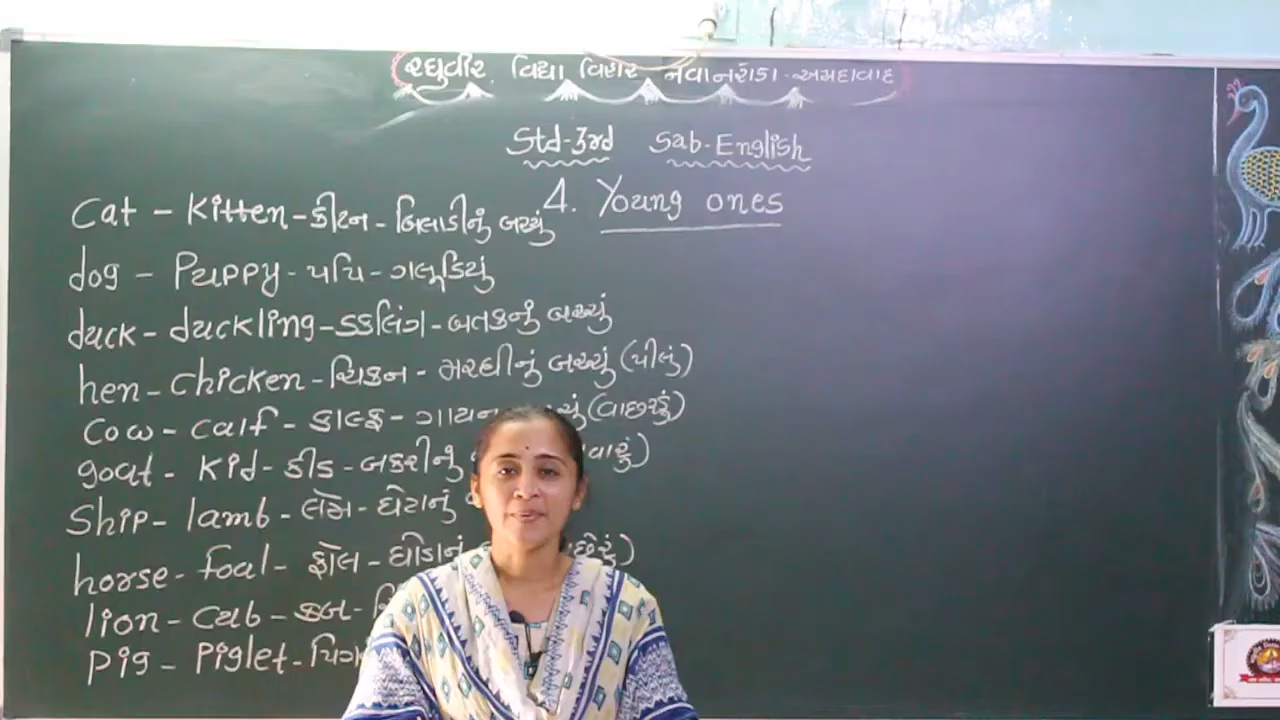 રઘુવીર વિદ્યા વિહાર નવાનરોડા - અમદાવાદ
Std-3rd Sab-English
4. Young ones
Cat - Kitten - કીટન - બિલાડીનું બચ્ચું
dog - Puppy - પપિ - ગલૂડિયું
duck - duckling - ડકલિંગ - બતકનું બચ્ચું
hen - Chicken - ચિકન - મરઘીનું બચ્ચું (પીલું)
Cow - calf - કાલ્ફ - ગાયનું (વાછરડું)
goat - Kid - કીડ - બકરીનું
Ship - lamb - લેમ્બ - ઘેટાનું
horse - foal - ફોલ - ઘોડાનું
lion - Cub - કબ -
pig - Piglet -